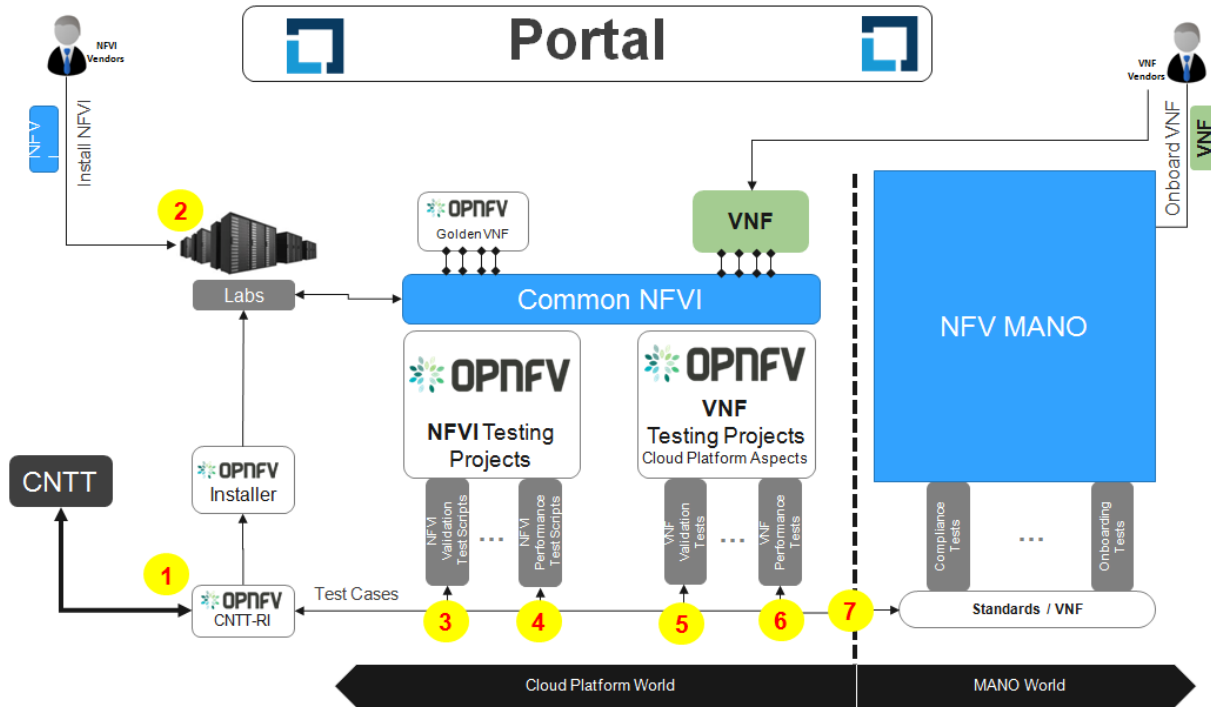 Portal
NFVI
Vendors
VNF
Vendors
NFV
I
Install NFVI
Onboard VNF
VNF
2
OPNFV
Golden VNF
VNF
Labs
Common NFVI
NFV MANO
OPNFV
NFVI Testing
Projects
OPNFV
VNF
Testing Projects
Cloud Platform Aspects
CNTT
OPNFV
Installer
NFVI
Validation
Test Scripts
...
NFVI
Performance
Test Scripts
VNF
Validation
Tests
...
VNF
Performance
Tests
Compliance
Tests
...
Onboarding
Tests
1
OPNFV
CNTT-RI
Test Cases
3
4
5
6
7
Standards / VNF
Cloud Platform World
MANO World